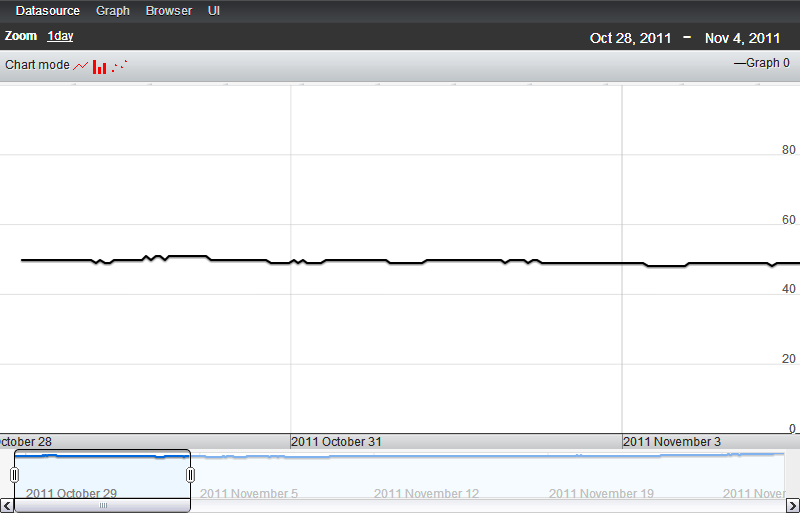 Datasource Graph Browser UI
Zoom 1day Oct 28, 2011 – Nov 4, 2011
Chart mode —Graph 0
80
60
40
20
0
ctober 28 2011 October 31 2011 November 3
2011 October 29 2011 November 5 2011 November 12 2011 November 19 2011 Nover